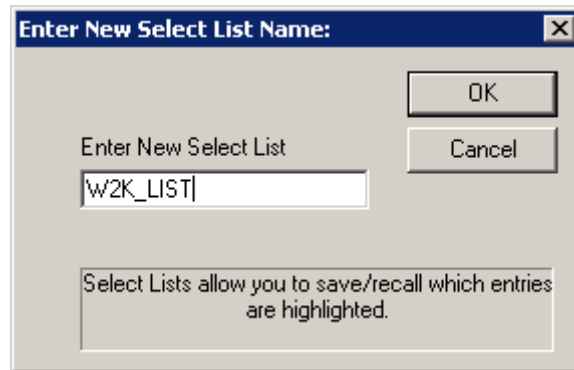 Enter New Select List Name:
OK
Enter New Select List
Cancel
W2K_LIST
Select Lists allow you to save/recall which entries
are highlighted.